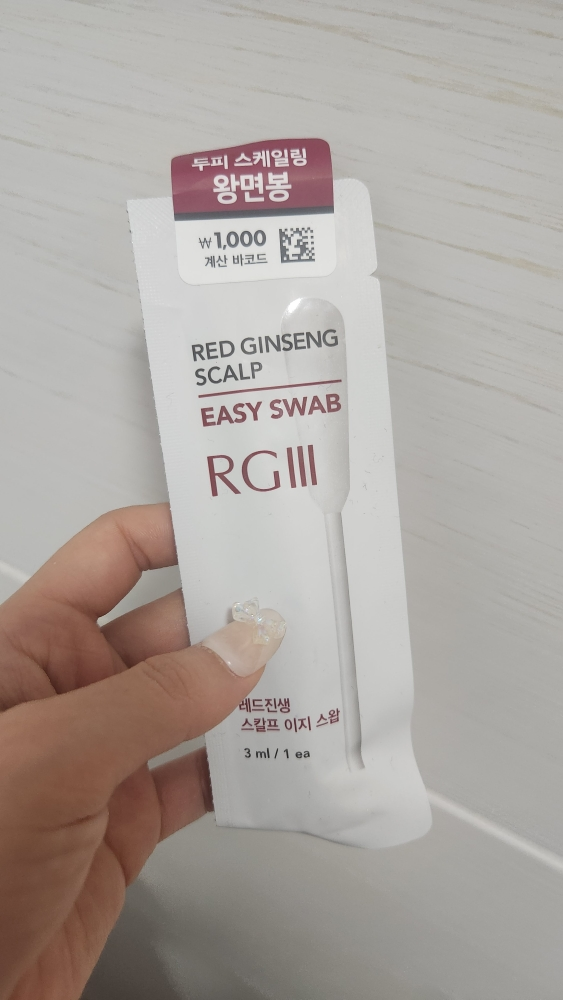 두피 스케일링
왕면봉
₩1,000
계산 바코드
RED GINSENG
SCALP
EASY SWAB
RGIII
레드진생
스칼프 이지 스왑
3 ml / 1 ea